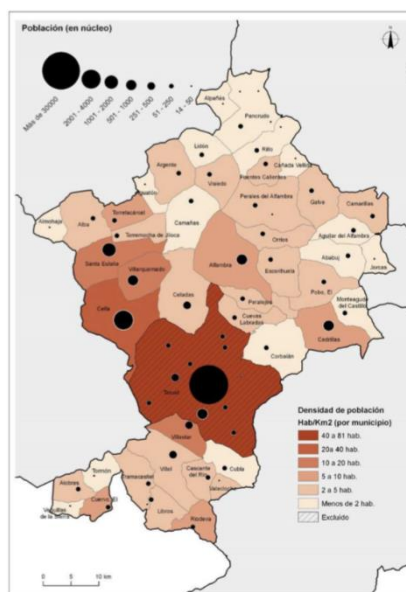 Población (en núcleo)
Más de 30000
2001 - 4000
1001 - 2000
501 - 1000
251 - 500
51 - 250
14 - 50
N
Alpeñés
Pancrudo
Lidón
Rillo
Argente
Cañada Vellida
Visiedo
Fuentes Calientes
Perales del Alfambra
Galve
Camarillas
Torrelacárcel
Almohaja
Alba
Camañas
Torremocha de Jiloca
Orrios
Aguilar del Alfambra
Santa Eulalia
Alfambra
Ababuj
Jorcas
Villarquemado
Escorihuela
Pobo, El
Celadas
Peralejos
Monteagudo
del Castillo
Cella
Cuevas
Labradas
Cedrillas
Corbalán
Teruel
Villastar
Villel
Cascante
del Río
Cubla
Tormón
Alobras
Tramacastiel
Valacloche
Cuervo, El
Veguillas
de la Sierra
Libros
Riodeva
Densidad de población
Hab/Km2 (por municipio)
40 a 81 hab.
20a 40 hab.
10 a 20 hab.
5 a 10 hab.
2 a 5 hab.
Menos de 2 hab.
Excluido
0 5 10 km